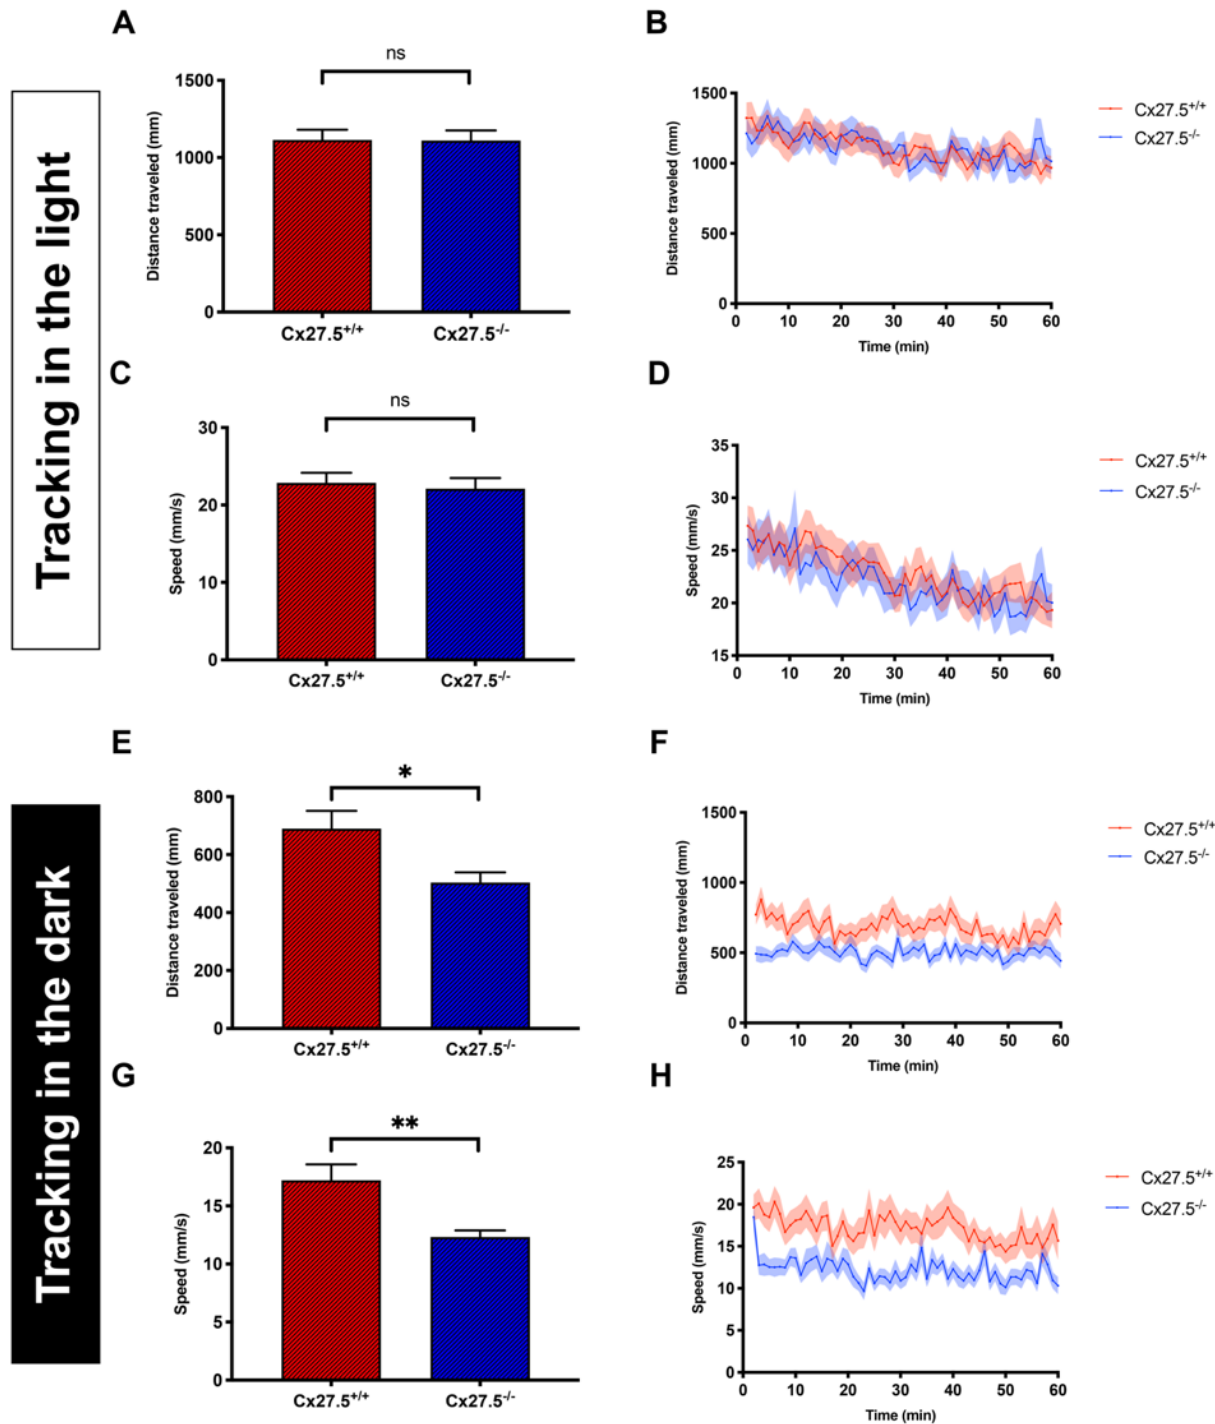 A
ns
1500
1000
500
0
Distance traveled (mm)
Cx27.5+/+
Cx27.5-/-
B
1500
1000
500
0
Distance traveled (mm)
0 10 20 30 40 50 60
Time (min)
Cx27.5+/+
Cx27.5-/-
Tracking in the light
C
ns
30
20
10
0
Speed (mm/s)
Cx27.5+/+
Cx27.5-/-
D
35
30
25
20
15
Speed (mm/s)
0 10 20 30 40 50 60
Time (min)
Cx27.5+/+
Cx27.5-/-
E
*
800
600
400
200
0
Distance traveled (mm)
Cx27.5+/+
Cx27.5-/-
F
1500
1000
500
0
Distance traveled (mm)
0 10 20 30 40 50 60
Time (min)
Cx27.5+/+
Cx27.5-/-
Tracking in the dark
G
**
20
15
10
5
0
Speed (mm/s)
Cx27.5+/+
Cx27.5-/-
H
25
20
15
10
5
0
Speed (mm/s)
0 10 20 30 40 50 60
Time (min)
Cx27.5+/+
Cx27.5-/-